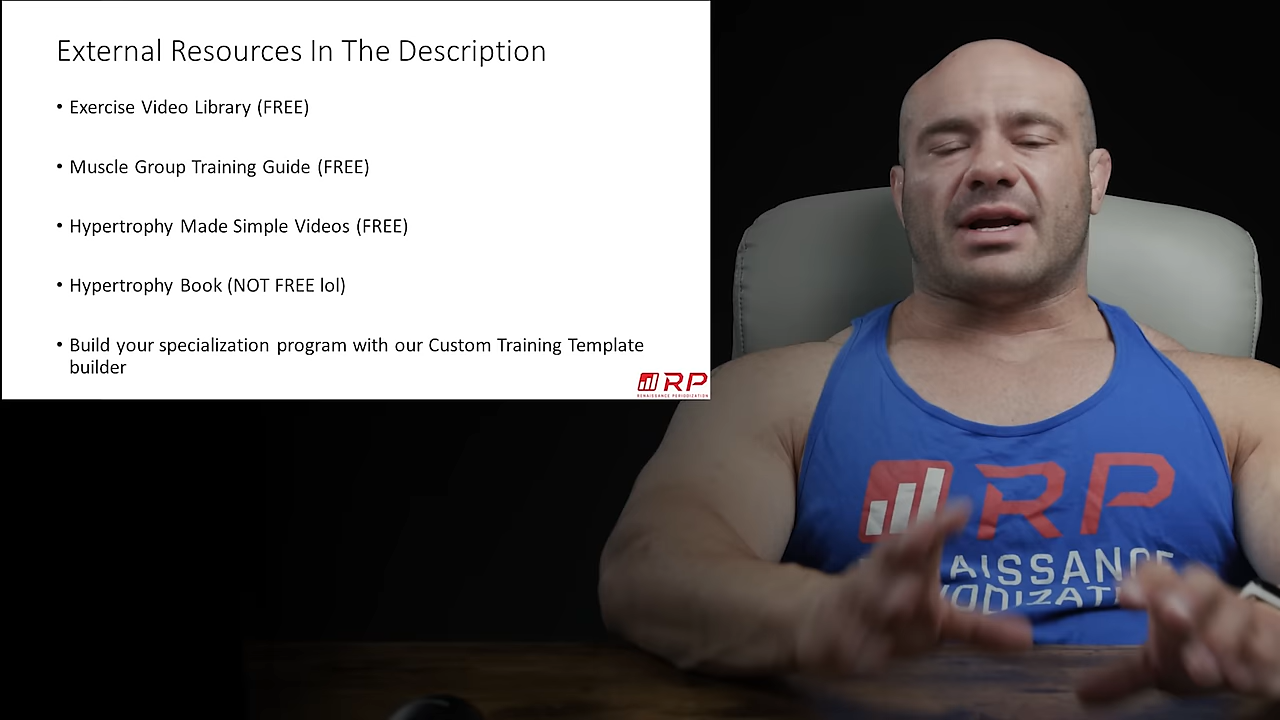 External Resources In The Description
• Exercise Video Library (FREE)
• Muscle Group Training Guide (FREE)
• Hypertrophy Made Simple Videos (FREE)
• Hypertrophy Book (NOT FREE lol)
• Build your specialization program with our Custom Training Template
builder
RP
RENAISSANCE PERIODIZATION
RP
AISSANCE